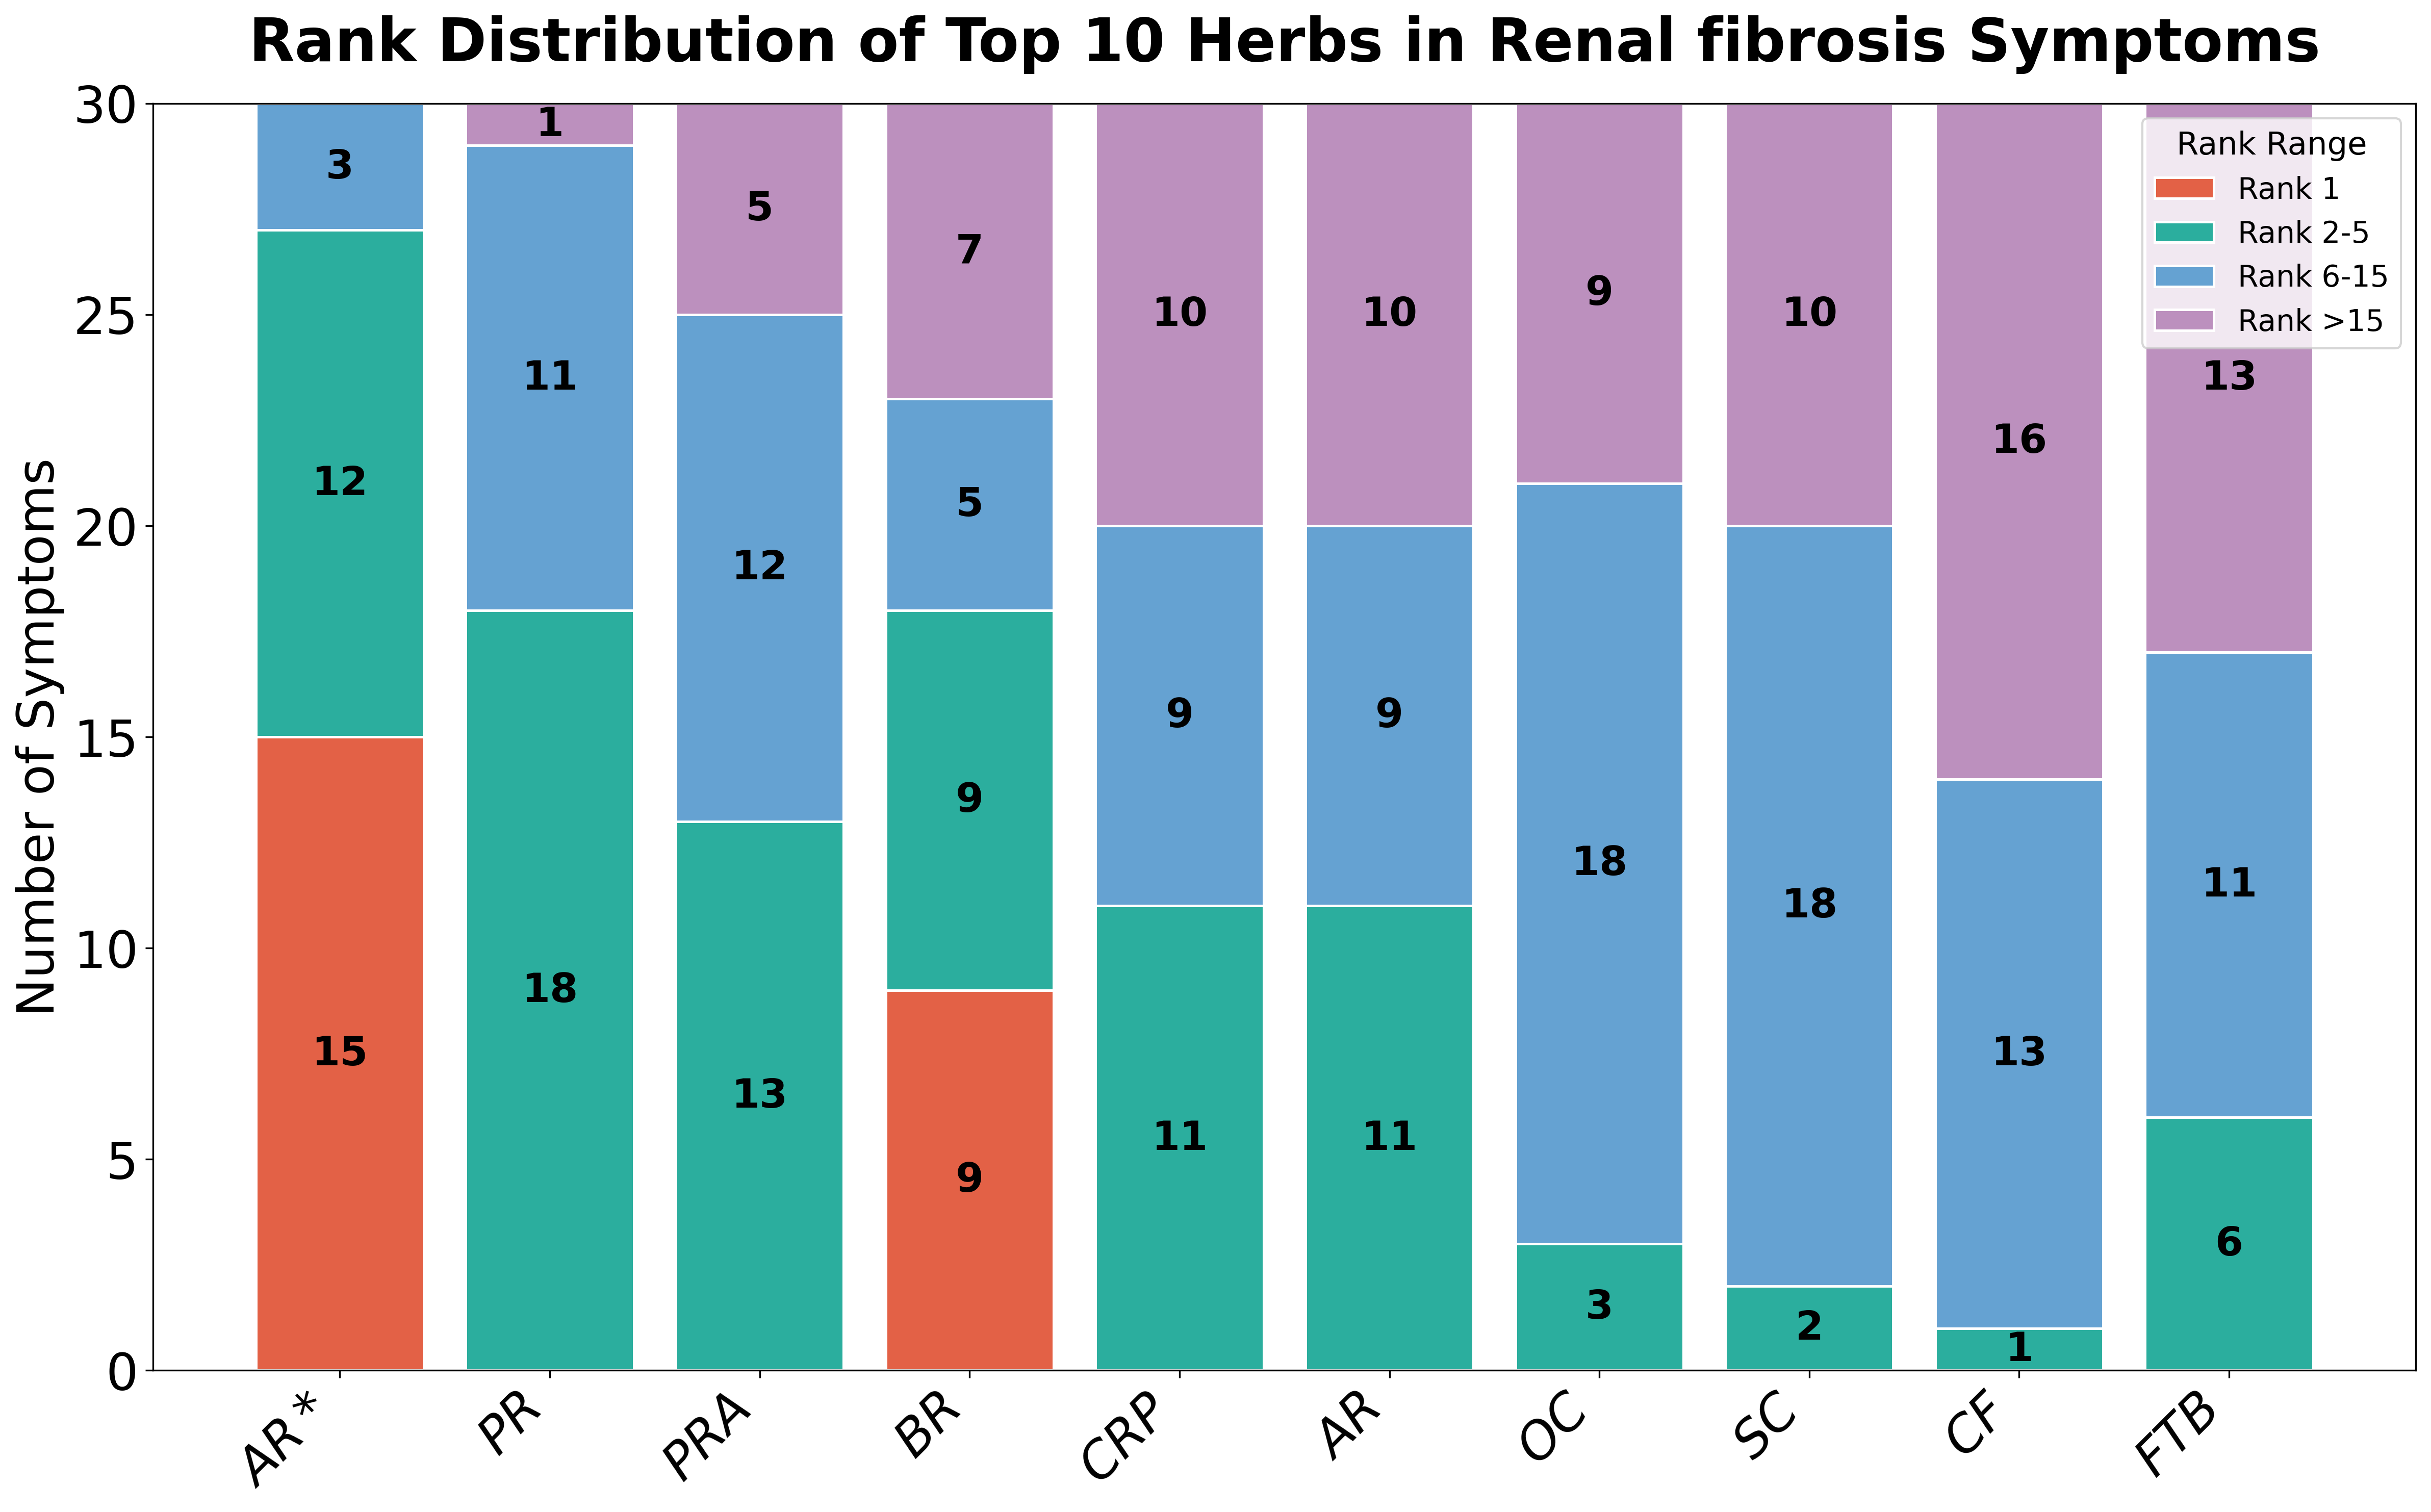 Rank Distribution of Top 10 Herbs in Renal fibrosis Symptoms
Number of Symptoms
30
25
20
15
10
5
0
3
12
15
1
11
18
5
12
13
7
5
9
9
10
9
11
10
9
11
9
18
3
10
18
2
16
13
1
13
11
6
Rank Range
Rank 1
Rank 2-5
Rank 6-15
Rank >15
AR*
PR
PRA
BR
CRP
AR
OC
SC
CF
FTB